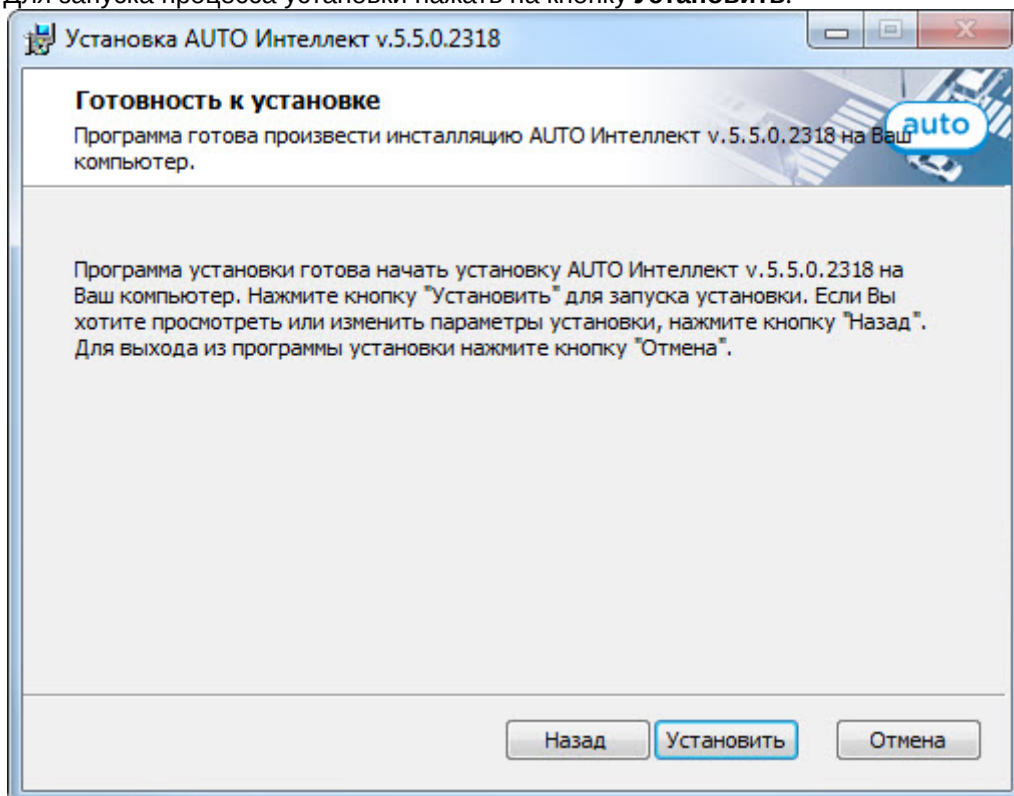 Для запуска процесса установки нажать на кнопку Установить.
Установка AUTO Интеллект v.5.5.0.2318
Готовность к установке
Программа готова произвести инсталляцию AUTO Интеллект v.5.5.0.2318 на Ваш
компьютер.
auto
Программа установки готова начать установку AUTO Интеллект v.5.5.0.2318 на
Ваш компьютер. Нажмите кнопку "Установить" для запуска установки. Если Вы
хотите просмотреть или изменить параметры установки, нажмите кнопку "Назад".
Для выхода из программы установки нажмите кнопку "Отмена".
Назад
Установить
Отмена